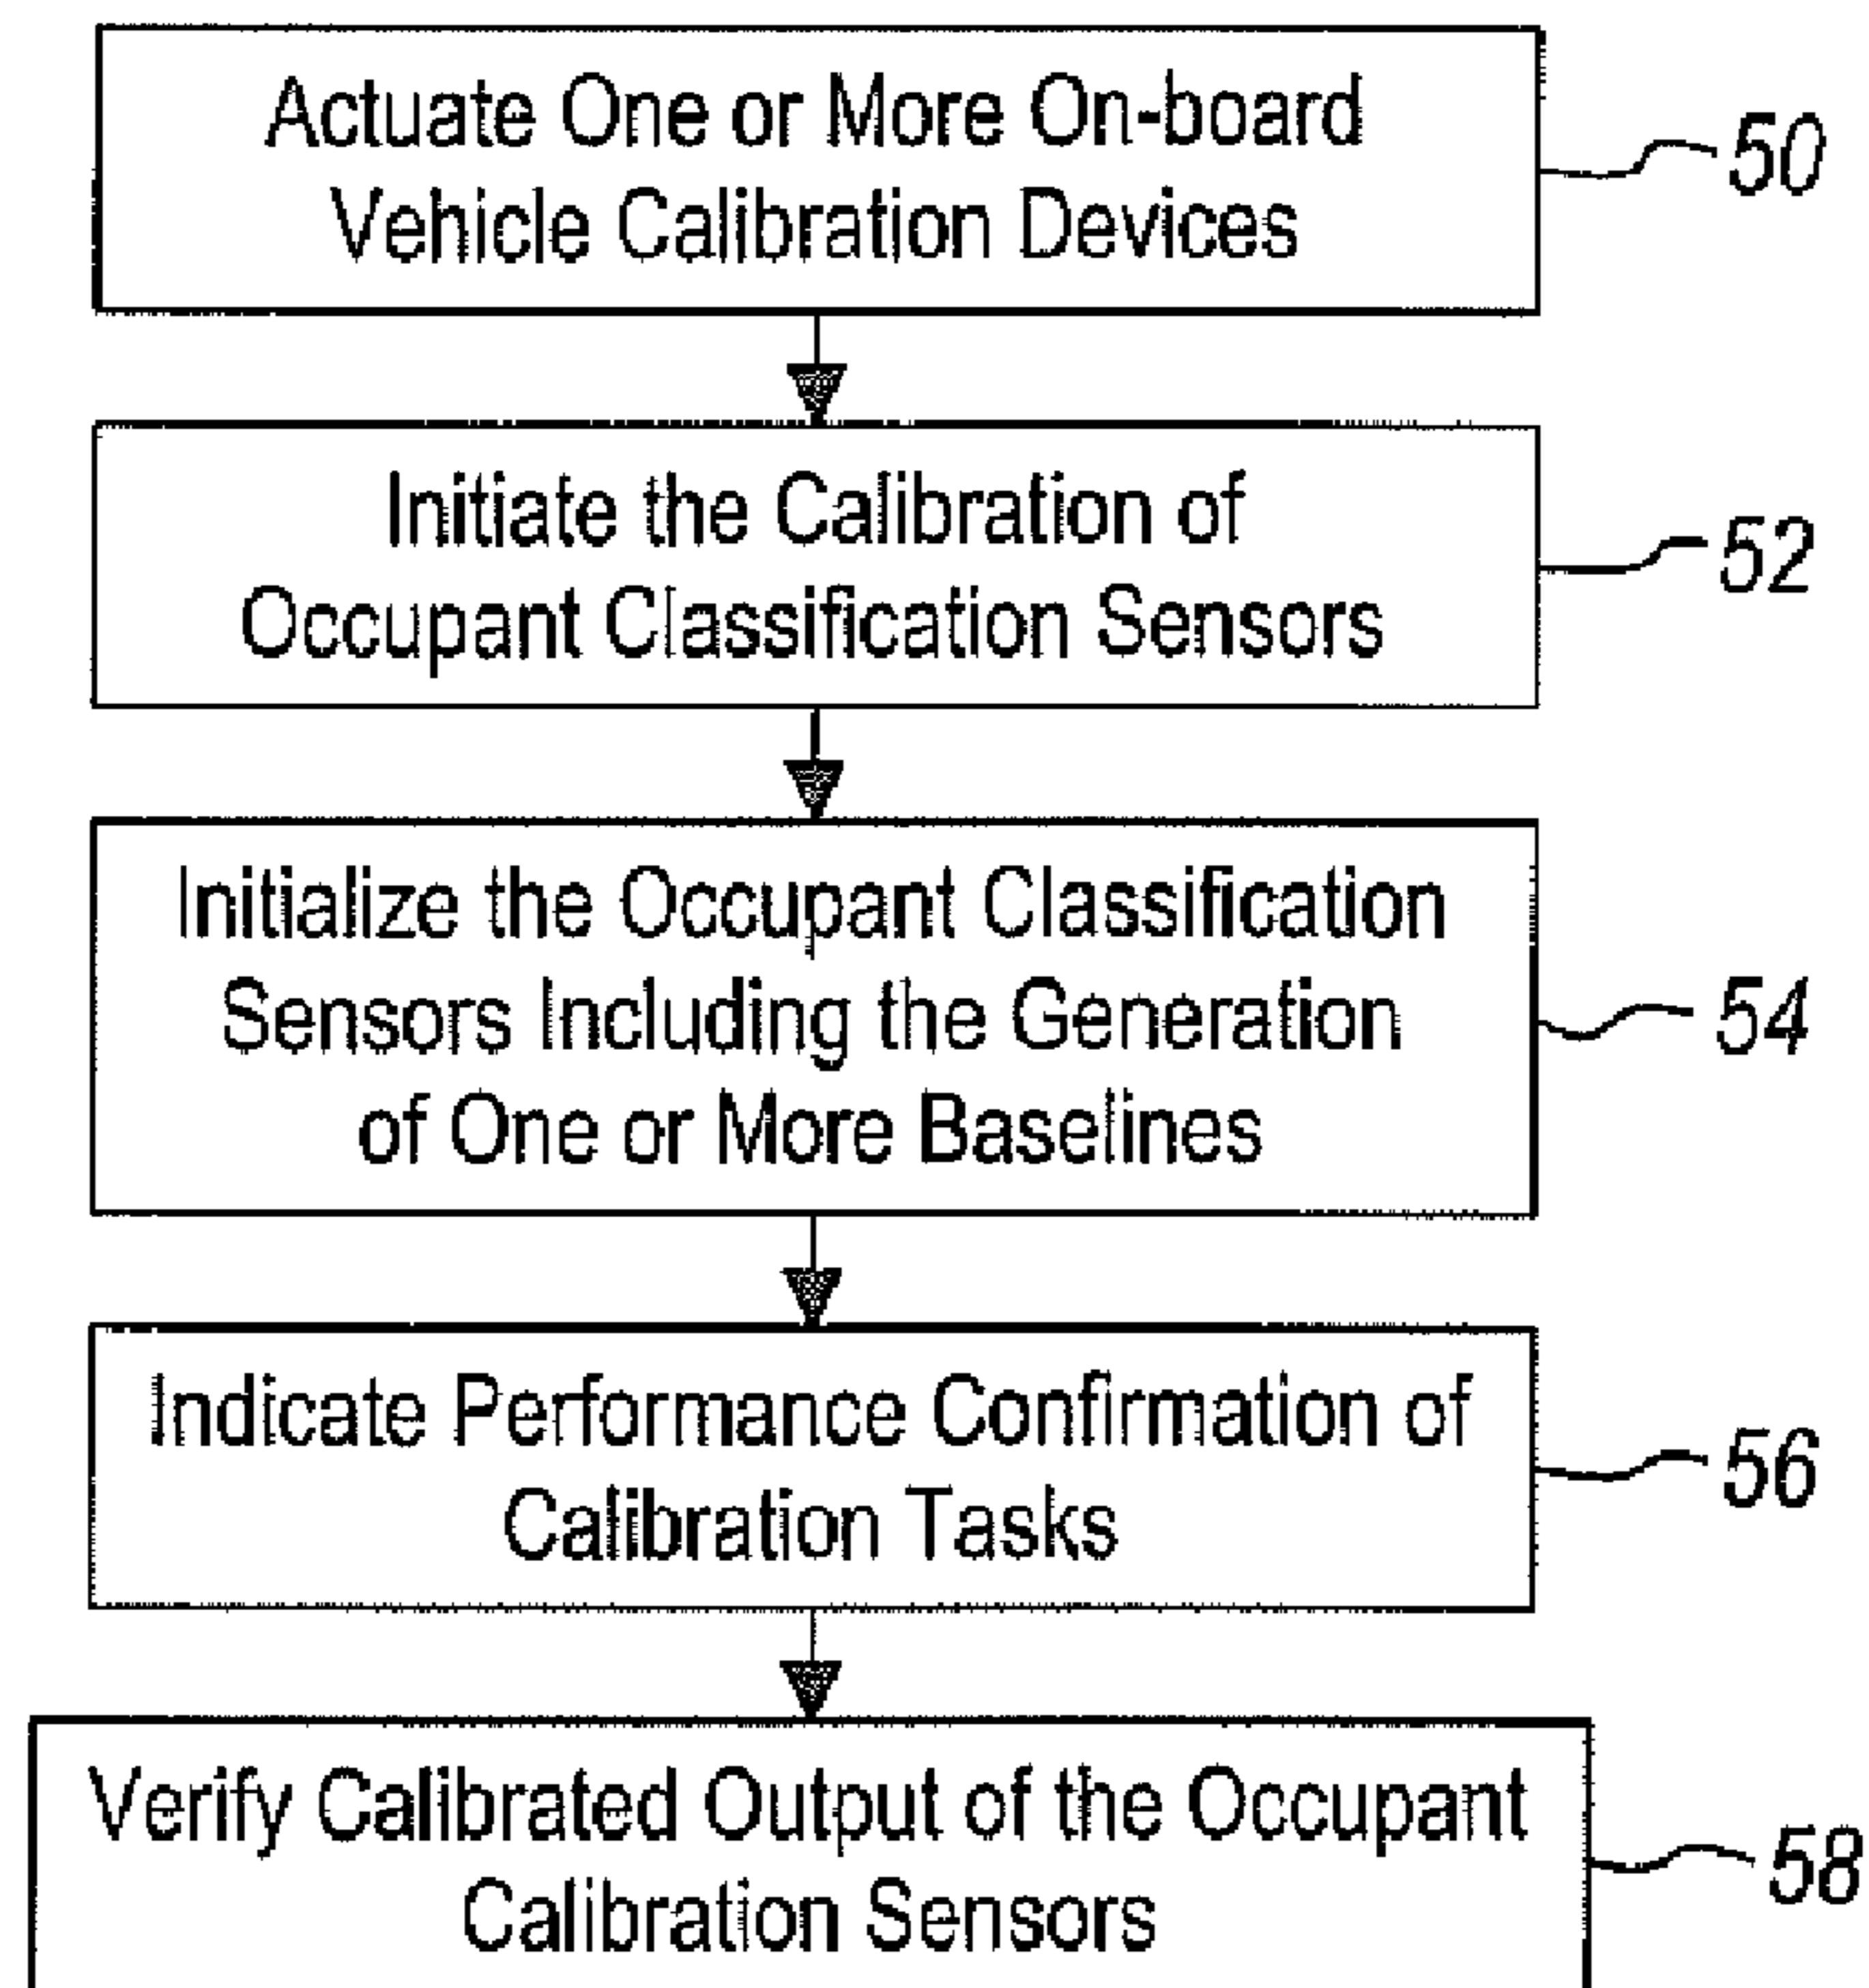 Actuate One or More On-board
Vehicle Calibration Devices
50
Initiate the Calibration of
Occupant Classification Sensors
52
Initialize the Occupant Classification
Sensors Including the Generation
of One or More Baselines
54
Indicate Performance Confirmation of
Calibration Tasks
56
Verify Calibrated Output of the Occupant
Calibration Sensors
58